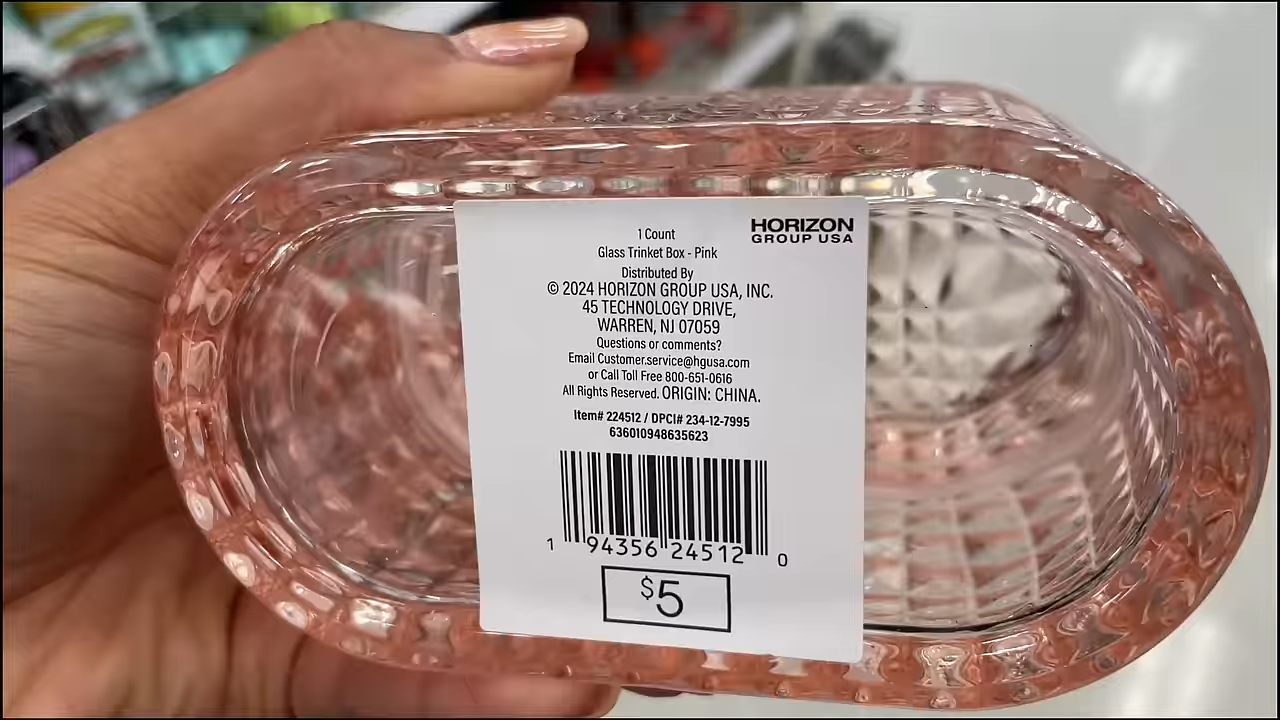 HORIZON
GROUP USA
1 Count
Glass Trinket Box - Pink
Distributed By
© 2024 HORIZON GROUP USA, INC.
45 TECHNOLOGY DRIVE,
WARREN, NJ 07059
Questions or comments?
Email Customer.service@hgusa.com
or Call Toll Free 800-651-0616
All Rights Reserved. ORIGIN: CHINA.
Item# 224512 / DPCI# 234-12-7995
636010948635623
1 94356 24512 0
$5